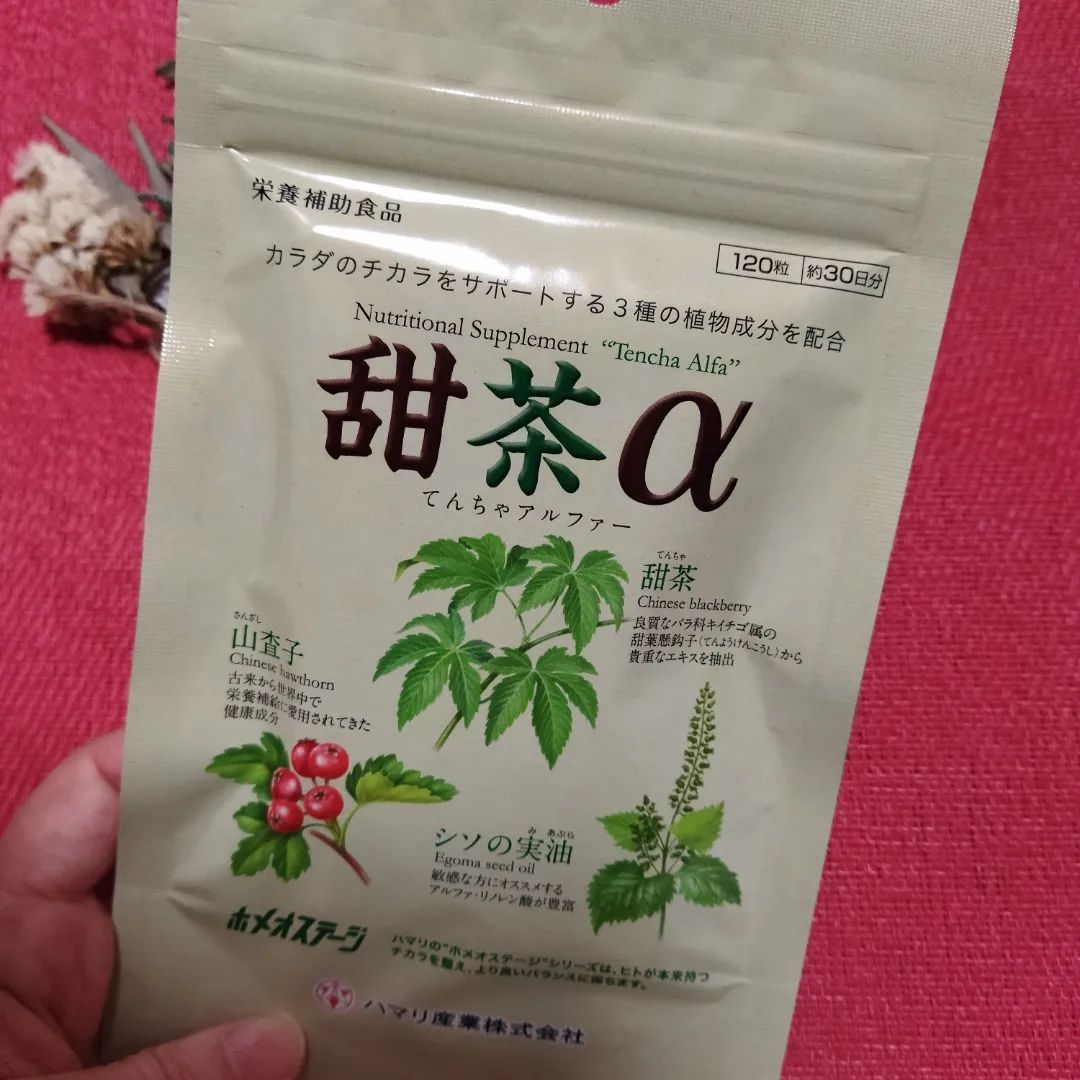 栄養補助食品
120粒 約30日分
カラダのチカラをサポートする3種の植物成分を配合
Nutritional Supplement “Tencha Alfa”
甜茶α
てんちゃアルファー
てんちゃ
甜茶
Chinese blackberry
良質なバラ科キイチゴ属の
甜葉懸鈎子(てんようけんこうし)から
貴重なエキスを抽出
さんざし
山査子
Chinese hawthorn
古来から世界中で
栄養補給に愛用されてきた
健康成分
み あぶら
シソの実油
Egoma seed oil
敏感な方にオススメする
アルファ・リノレン酸が豊富
ホメオステージ
ハマリの“ホメオステージ”シリーズは、ヒトが本来持つ
チカラを整え、より良いバランスに保ちます。
ハマリ産業株式会社